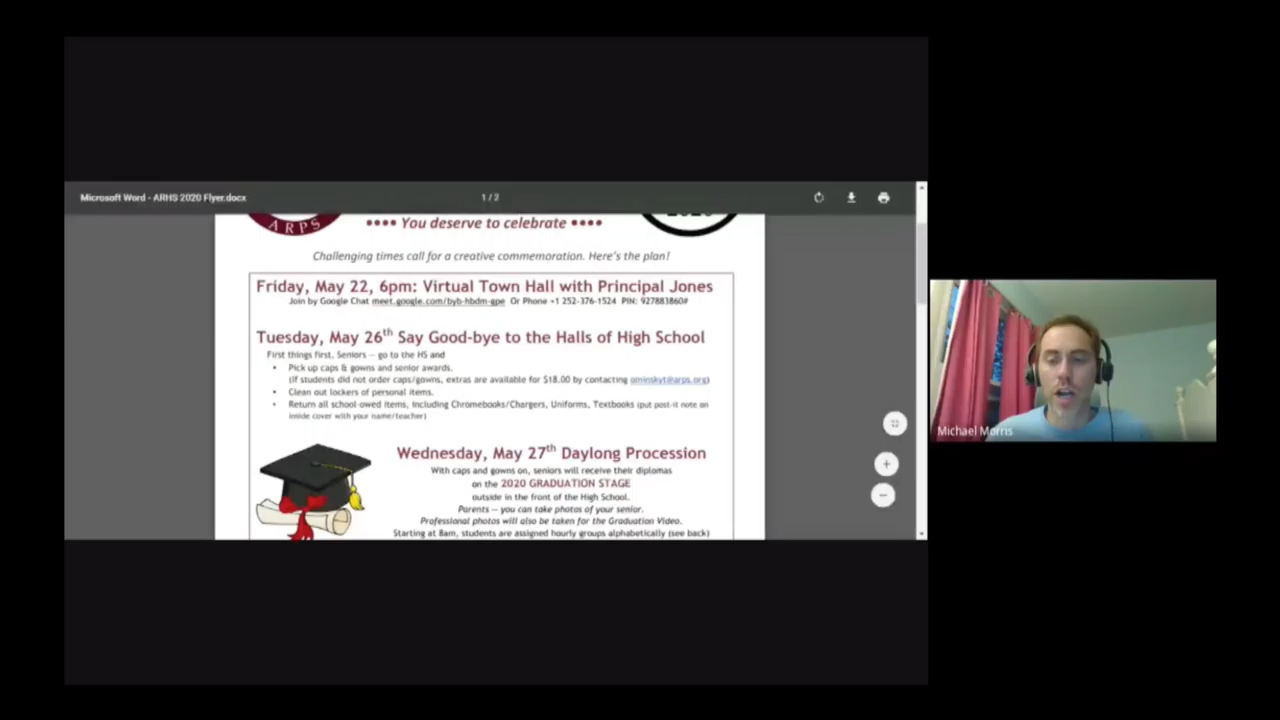 Microsoft Word - ARHS 2020 Flyer.docx
1 / 2
ARPS
•••• You deserve to celebrate ••••
2020
Challenging times call for a creative commemoration. Here's the plan!
Friday, May 22, 6pm: Virtual Town Hall with Principal Jones
Join by Google Chat meet.google.com/byb-hbdm-gpe Or Phone +1 252-376-1524 PIN: 927883860#
Tuesday, May 26th Say Good-bye to the Halls of High School
First things first, Seniors — go to the HS and
• Pick up caps & gowns and senior awards.
(If students did not order caps/gowns, extras are available for $18.00 by contacting ominskyt@arps.org)
• Clean out lockers of personal items.
• Return all school-owed items, including Chromebooks/Chargers, Uniforms, Textbooks (put post-it note on
inside cover with your name/teacher)
Wednesday, May 27th Daylong Procession
With caps and gowns on, seniors will receive their diplomas
on the 2020 GRADUATION STAGE
outside in the front of the High School.
Parents — you can take photos of your senior.
Professional photos will also be taken for the Graduation Video.
Starting at 8am, students are assigned hourly groups alphabetically (see back)
Michael Morris